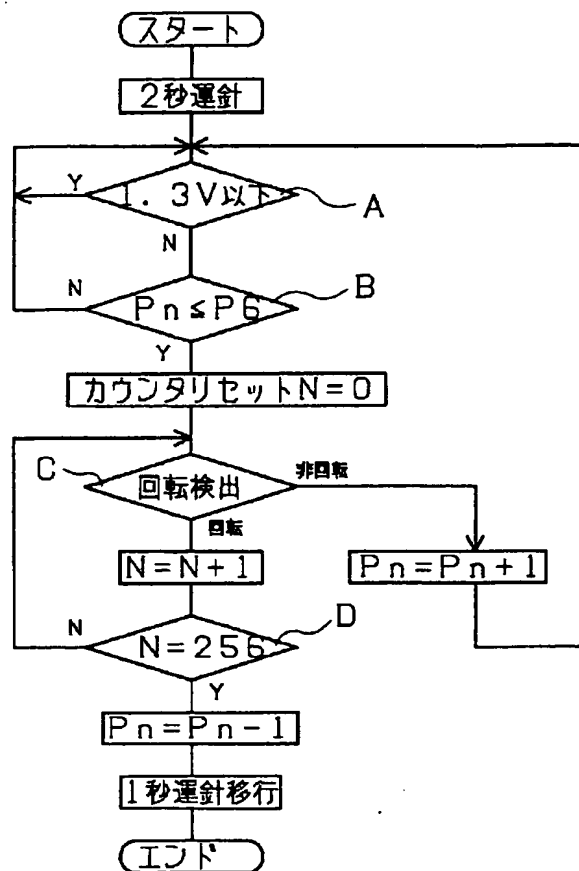 スタート
2秒運針
Y
1.3V以下
A
N
N
Pn≤P6
B
Y
カウンタリセットN=0
C
回転検出
非回転
回転
N=N+1
Pn=Pn+1
N
N=256
D
Y
Pn=Pn-1
1秒運針移行
エンド